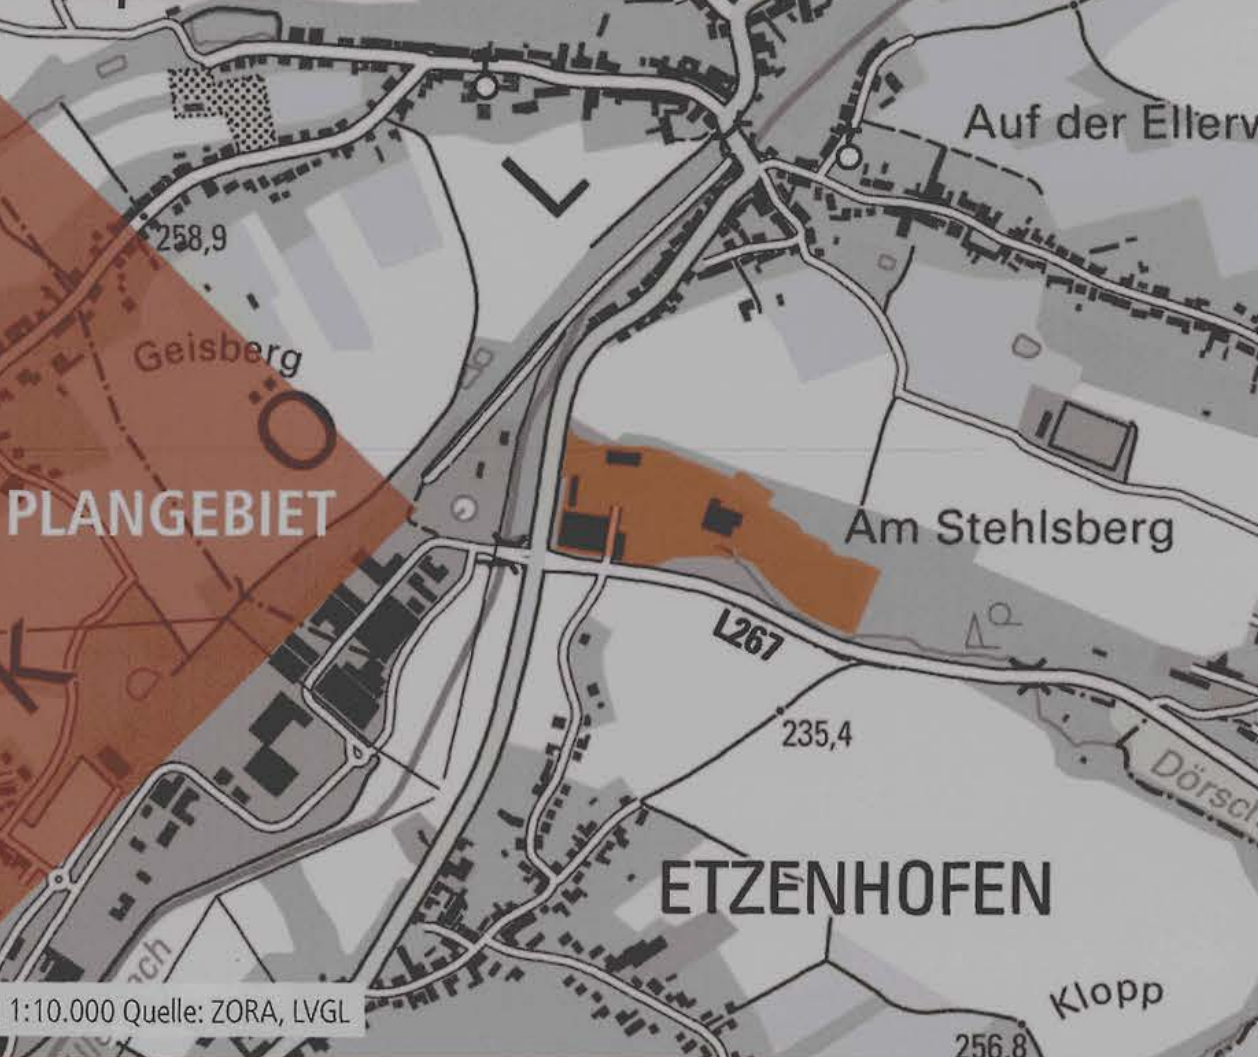 Auf der Ellerw
258,9
Geisberg
Ö
L
PLANGEBIET
K
Am Stehlsberg
L267
235,4
Dörsch
ETZENHOFEN
Klopp
256,8
1:10.000 Quelle: ZORA, LVGL